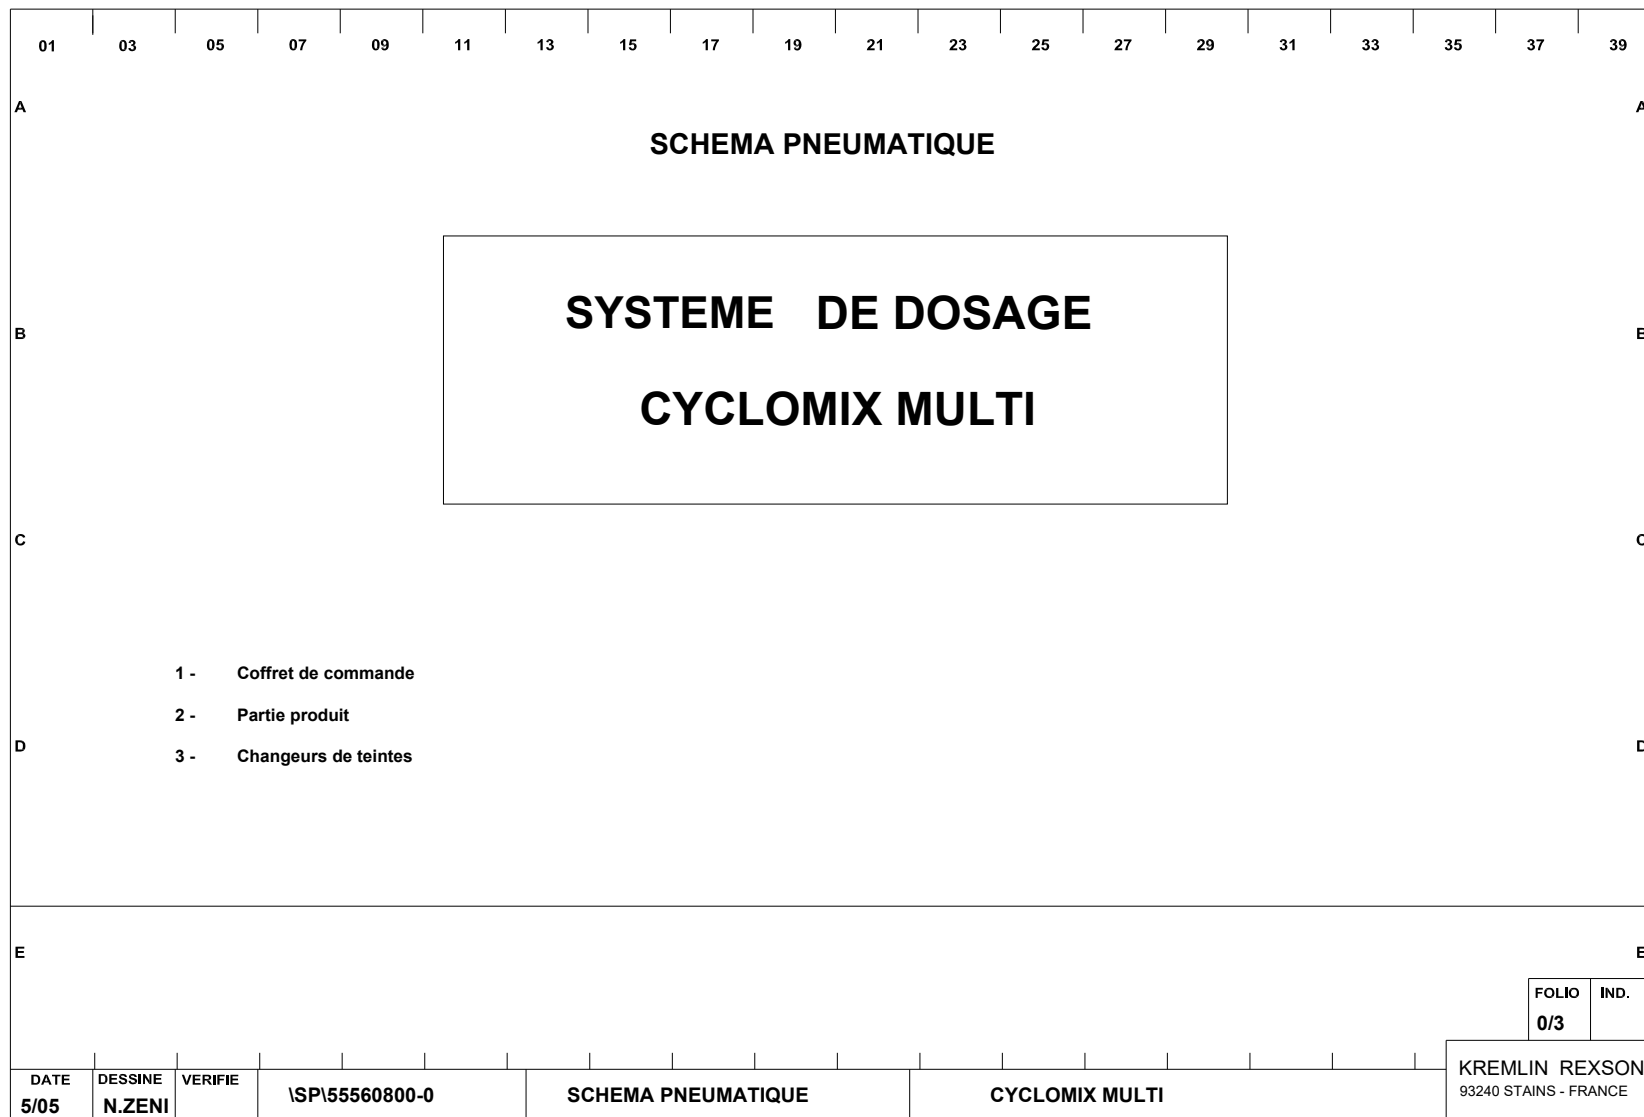 01 03 05 07 09 11 13 15 17 19 21 23 25 27 29 31 33 35 37 39
A A
SCHEMA PNEUMATIQUE
SYSTEME DE DOSAGE
B B
CYCLOMIX MULTI
C C
1 - Coffret de commande
2 - Partie produit
D D
3 - Changeurs de teintes
E E
FOLIO IND.
0/3
KREMLIN REXSON
93240 STAINS - FRANCE
DATE DESSINE VERIFIE
5/05 N.ZENI \SP\55560800-0 SCHEMA PNEUMATIQUE CYCLOMIX MULTI